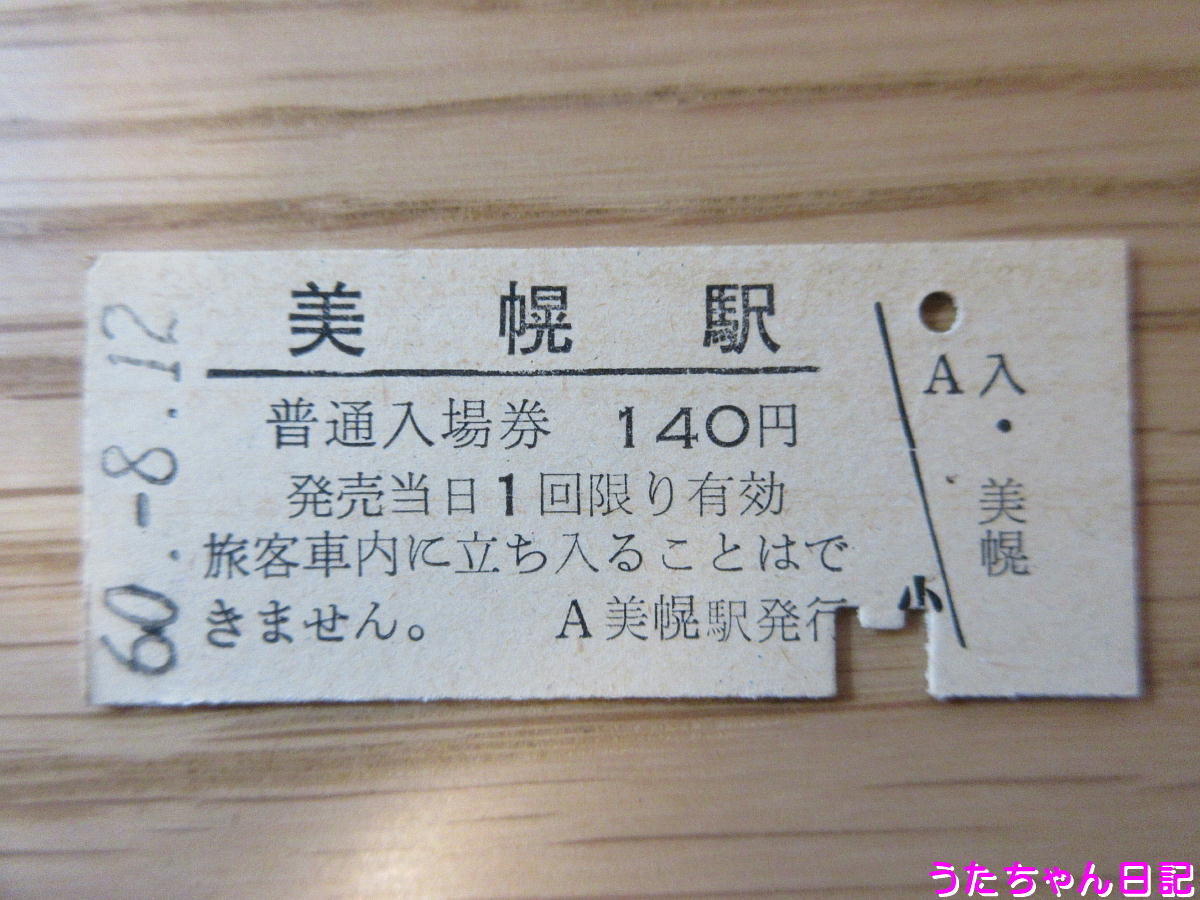 美幌駅
普通入場券 140円
発売当日1回限り有効
旅客車内に立ち入ることはで
きません。 A美幌駅発行
60.-8.12
小
A
入・美幌
うたちゃん日記